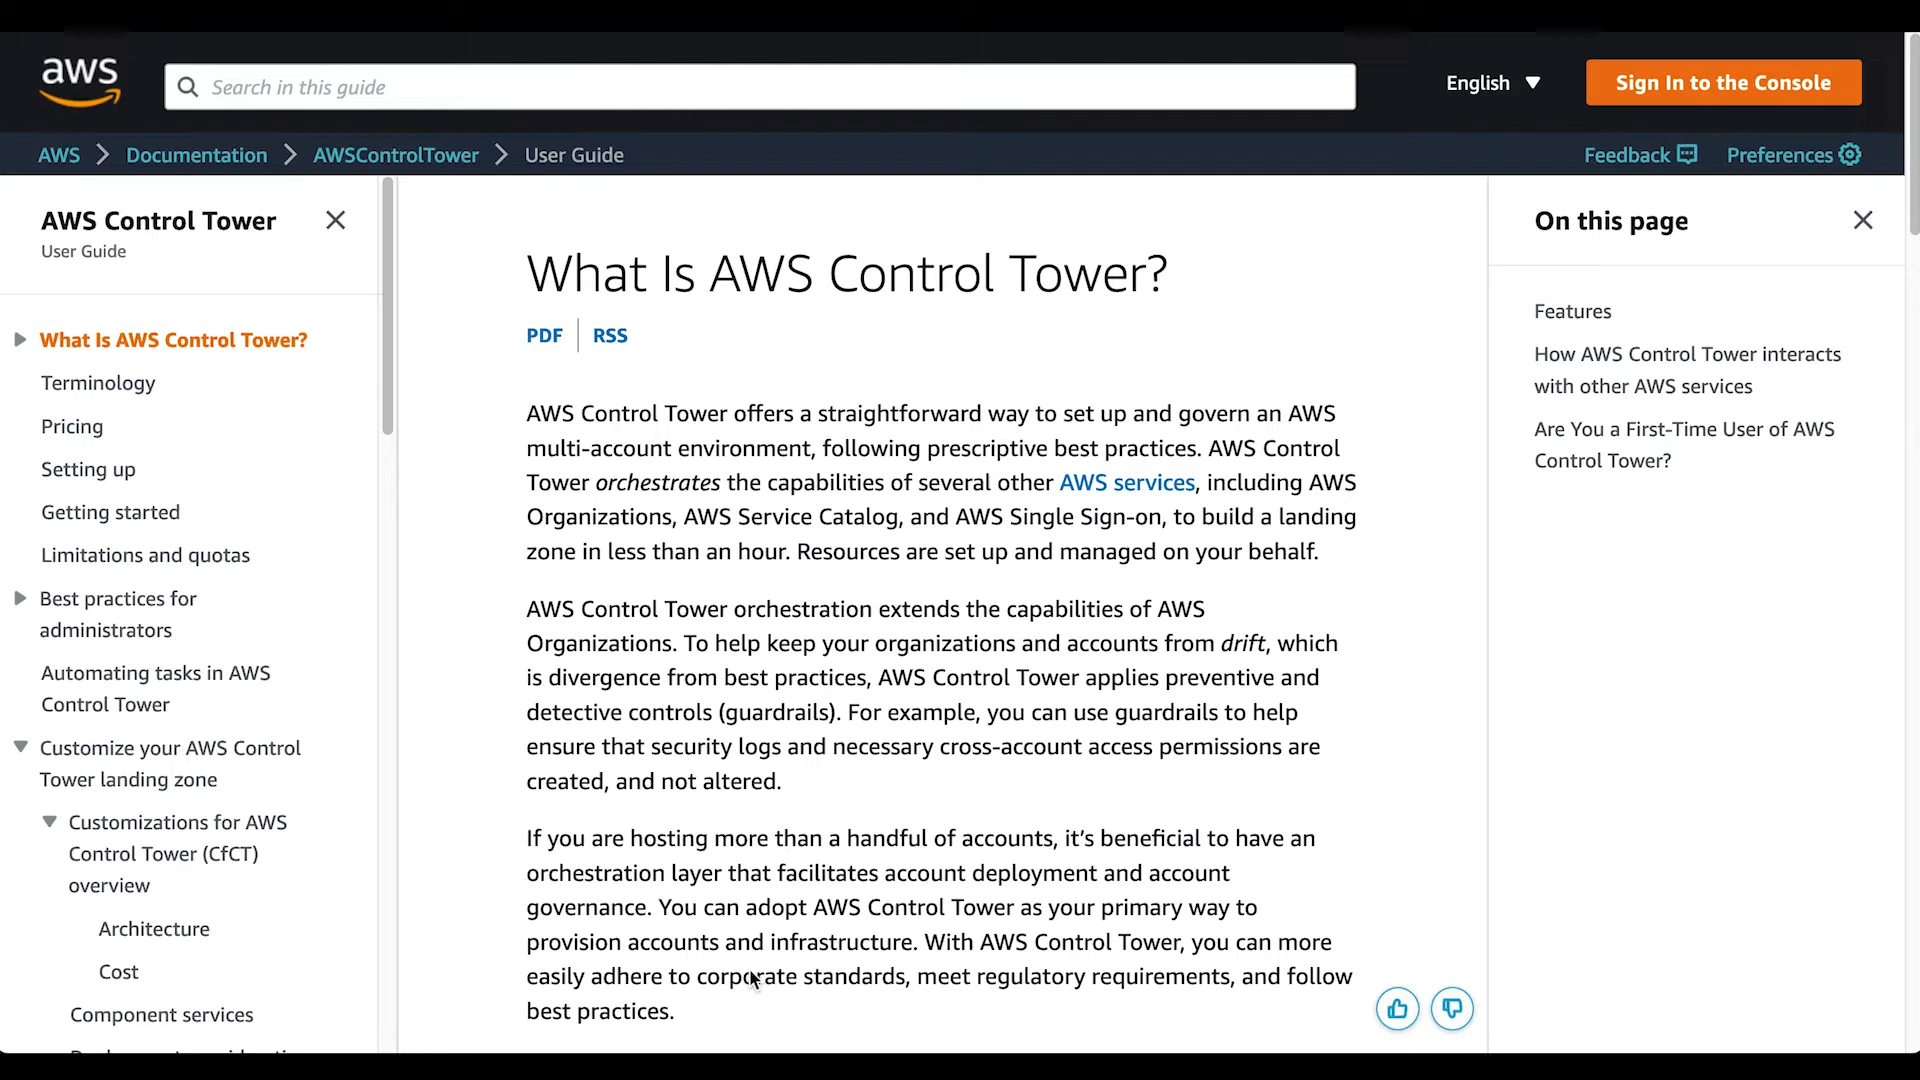 aws
Search in this guide
English
Sign In to the Console
AWS
Documentation
AWSControlTower
User Guide
Feedback
Preferences
AWS Control Tower
User Guide
What Is AWS Control Tower?
Terminology
Pricing
Setting up
Getting started
Limitations and quotas
Best practices for
administrators
Automating tasks in AWS
Control Tower
Customize your AWS Control
Tower landing zone
Customizations for AWS
Control Tower (CfCT)
overview
Architecture
Cost
Component services
What Is AWS Control Tower?
PDF
RSS
AWS Control Tower offers a straightforward way to set up and govern an AWS
multi-account environment, following prescriptive best practices. AWS Control
Tower orchestrates the capabilities of several other AWS services, including AWS
Organizations, AWS Service Catalog, and AWS Single Sign-on, to build a landing
zone in less than an hour. Resources are set up and managed on your behalf.
AWS Control Tower orchestration extends the capabilities of AWS
Organizations. To help keep your organizations and accounts from drift, which
is divergence from best practices, AWS Control Tower applies preventive and
detective controls (guardrails). For example, you can use guardrails to help
ensure that security logs and necessary cross-account access permissions are
created, and not altered.
If you are hosting more than a handful of accounts, it’s beneficial to have an
orchestration layer that facilitates account deployment and account
governance. You can adopt AWS Control Tower as your primary way to
provision accounts and infrastructure. With AWS Control Tower, you can more
easily adhere to corporate standards, meet regulatory requirements, and follow
best practices.
On this page
Features
How AWS Control Tower interacts
with other AWS services
Are You a First-Time User of AWS
Control Tower?